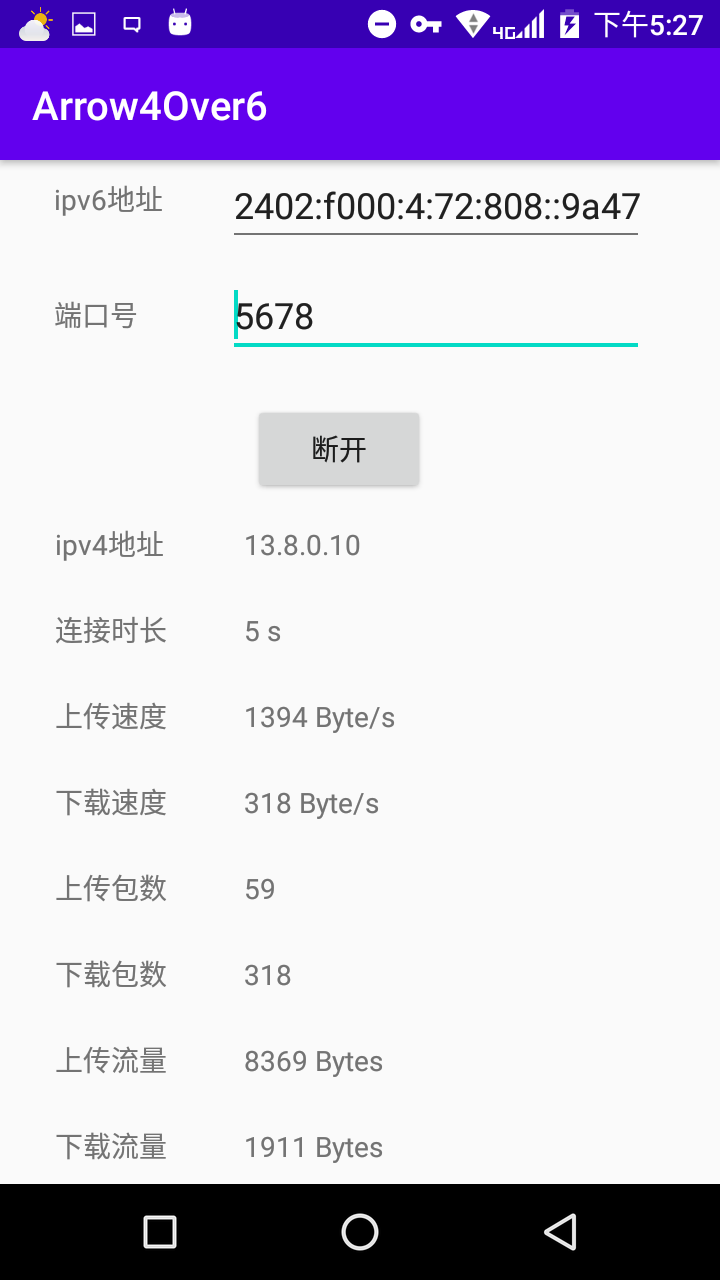 4G 下午5:27
Arrow4Over6
ipv6地址 2402:f000:4:72:808::9a47
端口号 5678
断开
ipv4地址 13.8.0.10
连接时长 5 s
上传速度 1394 Byte/s
下载速度 318 Byte/s
上传包数 59
下载包数 318
上传流量 8369 Bytes
下载流量 1911 Bytes